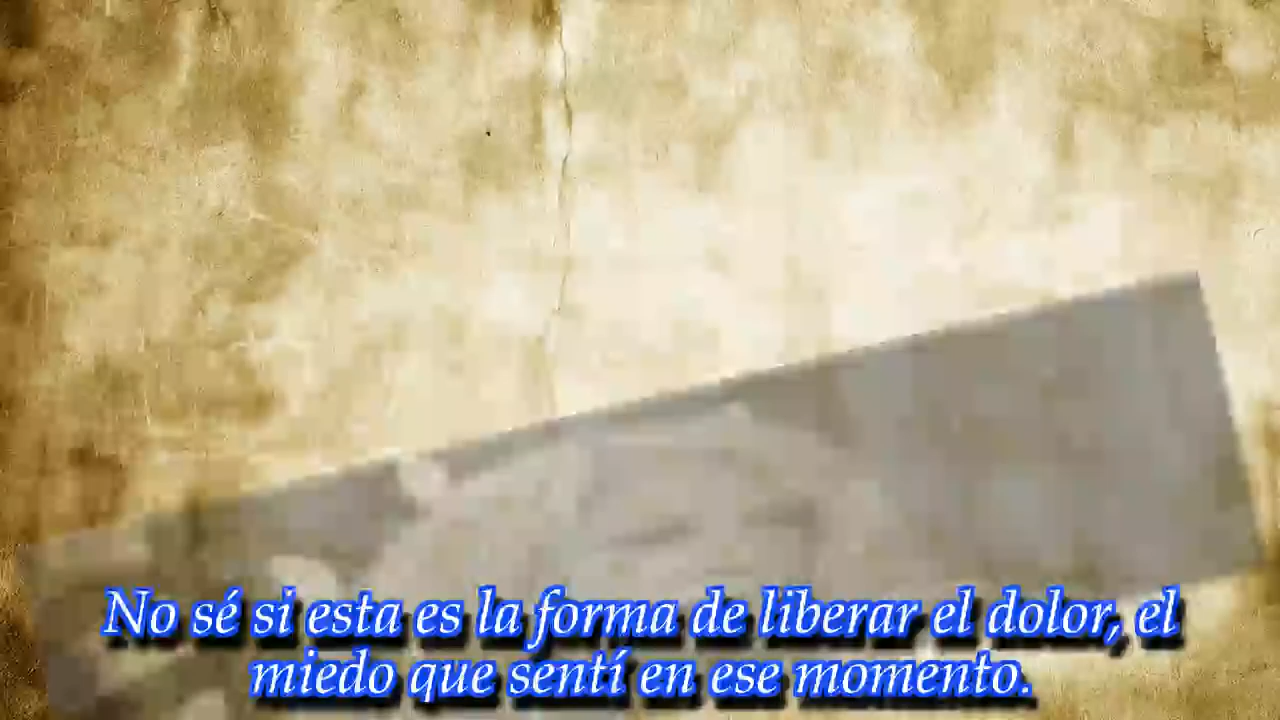 No sé si esta es la forma de liberar el dolor, el
miedo que sentí en ese momento.